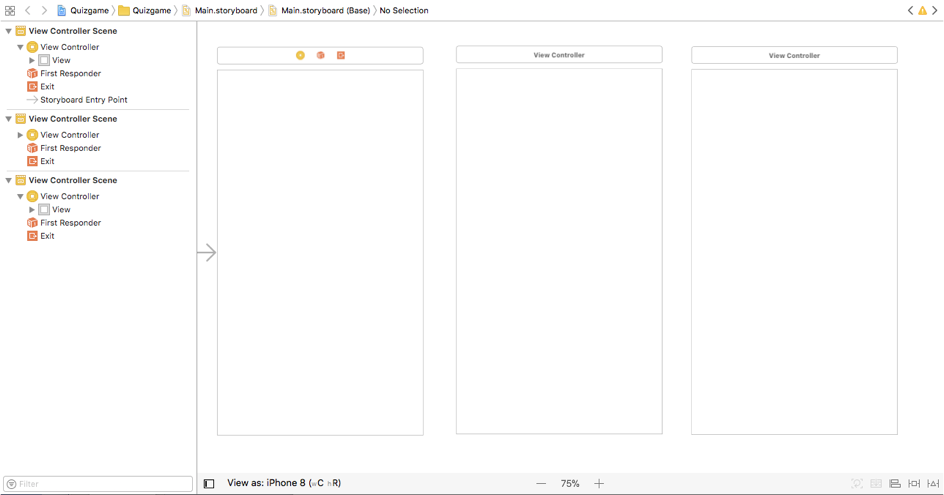 Quizgame Quizgame Main.storyboard Main.storyboard (Base) No Selection
View Controller Scene
View Controller
View
First Responder
Exit
Storyboard Entry Point
View Controller Scene
View Controller
First Responder
Exit
View Controller Scene
View Controller
View
First Responder
Exit
View Controller
View Controller
Filter
View as: iPhone 8 (wC hR)
75%